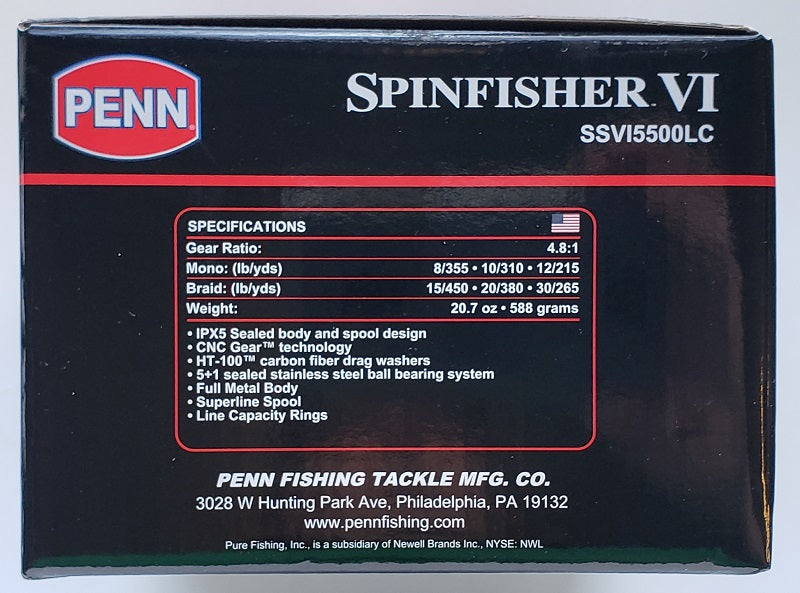 PENN®
SPINFISHER VI
SSVI5500LC
SPECIFICATIONS
Gear Ratio: 4.8:1
Mono: (lb/yds) 8/355 • 10/310 • 12/215
Braid: (lb/yds) 15/450 • 20/380 • 30/265
Weight: 20.7 oz • 588 grams
• IPX5 Sealed body and spool design
• CNC Gear™ technology
• HT-100™ carbon fiber drag washers
• 5+1 sealed stainless steel ball bearing system
• Full Metal Body
• Superline Spool
• Line Capacity Rings
PENN FISHING TACKLE MFG. CO.
3028 W Hunting Park Ave, Philadelphia, PA 19132
www.pennfishing.com
Pure Fishing, Inc., is a subsidiary of Newell Brands Inc., NYSE: NWL